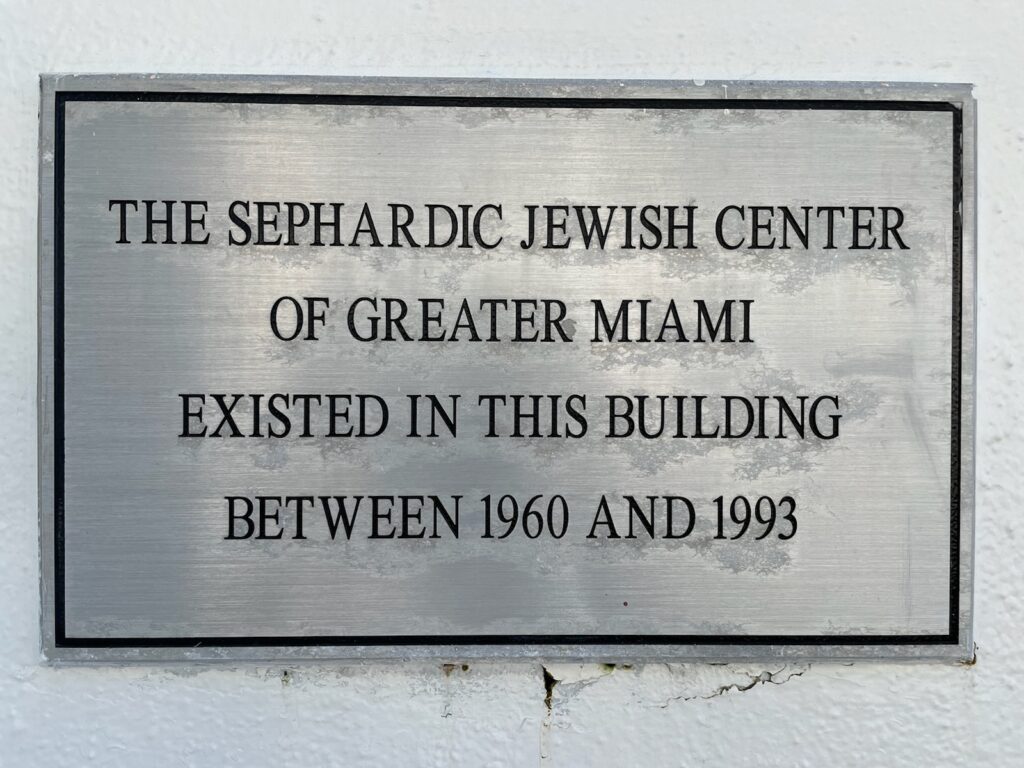 THE SEPHARDIC JEWISH CENTER
OF GREATER MIAMI
EXISTED IN THIS BUILDING
BETWEEN 1960 AND 1993